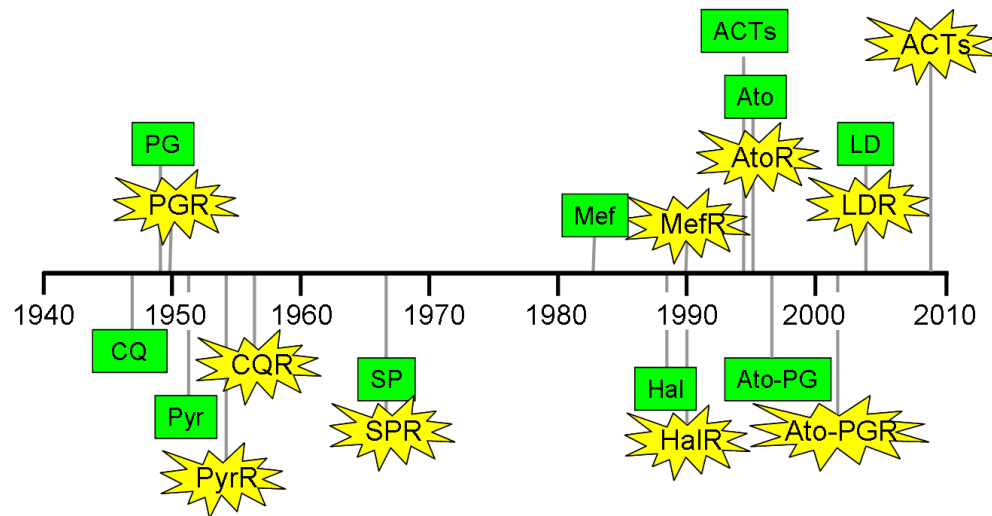 ACTs
ACTs
Ato
PG
AtoR
LD
PGR
Mef
MefR
LDR
1940
1950
1960
1970
1980
1990
2000
2010
CQ
CQR
SP
Hal
Ato-PG
Pyr
SPR
HalR
Ato-PGR
PyrR